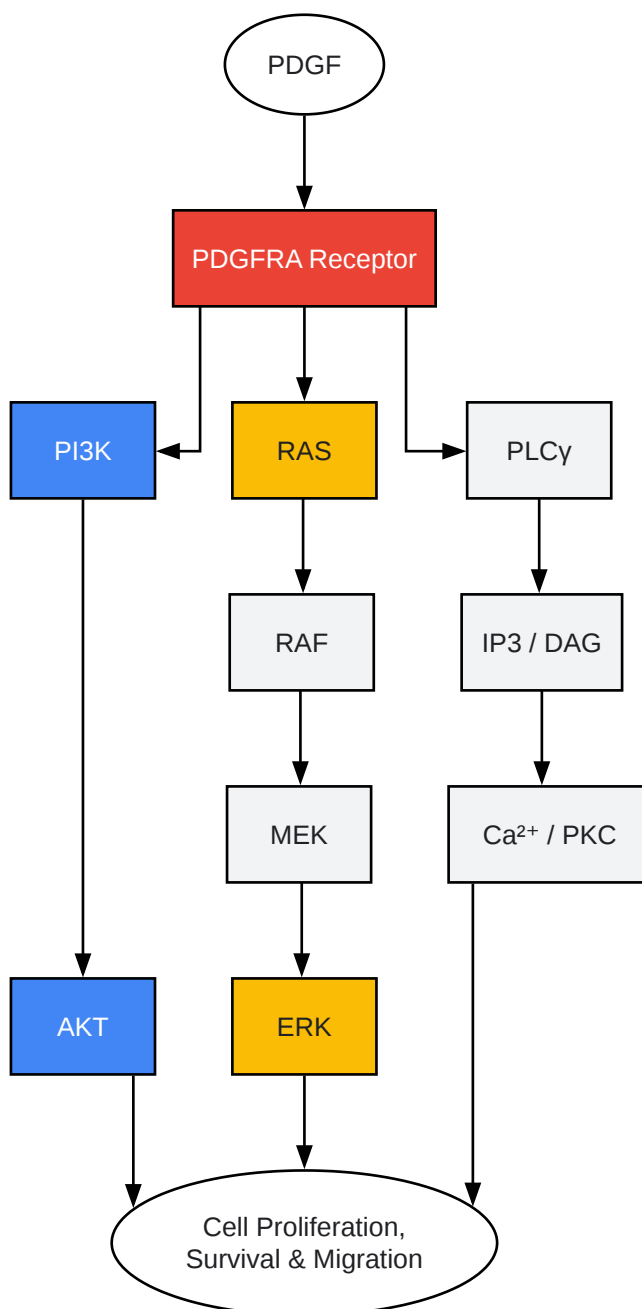 PDGF
PDGFRA Receptor
PI3K
RAS
PLCγ
RAF
IP3 / DAG
MEK
Ca²⁺ / PKC
AKT
ERK
Cell Proliferation,
Survival & Migration